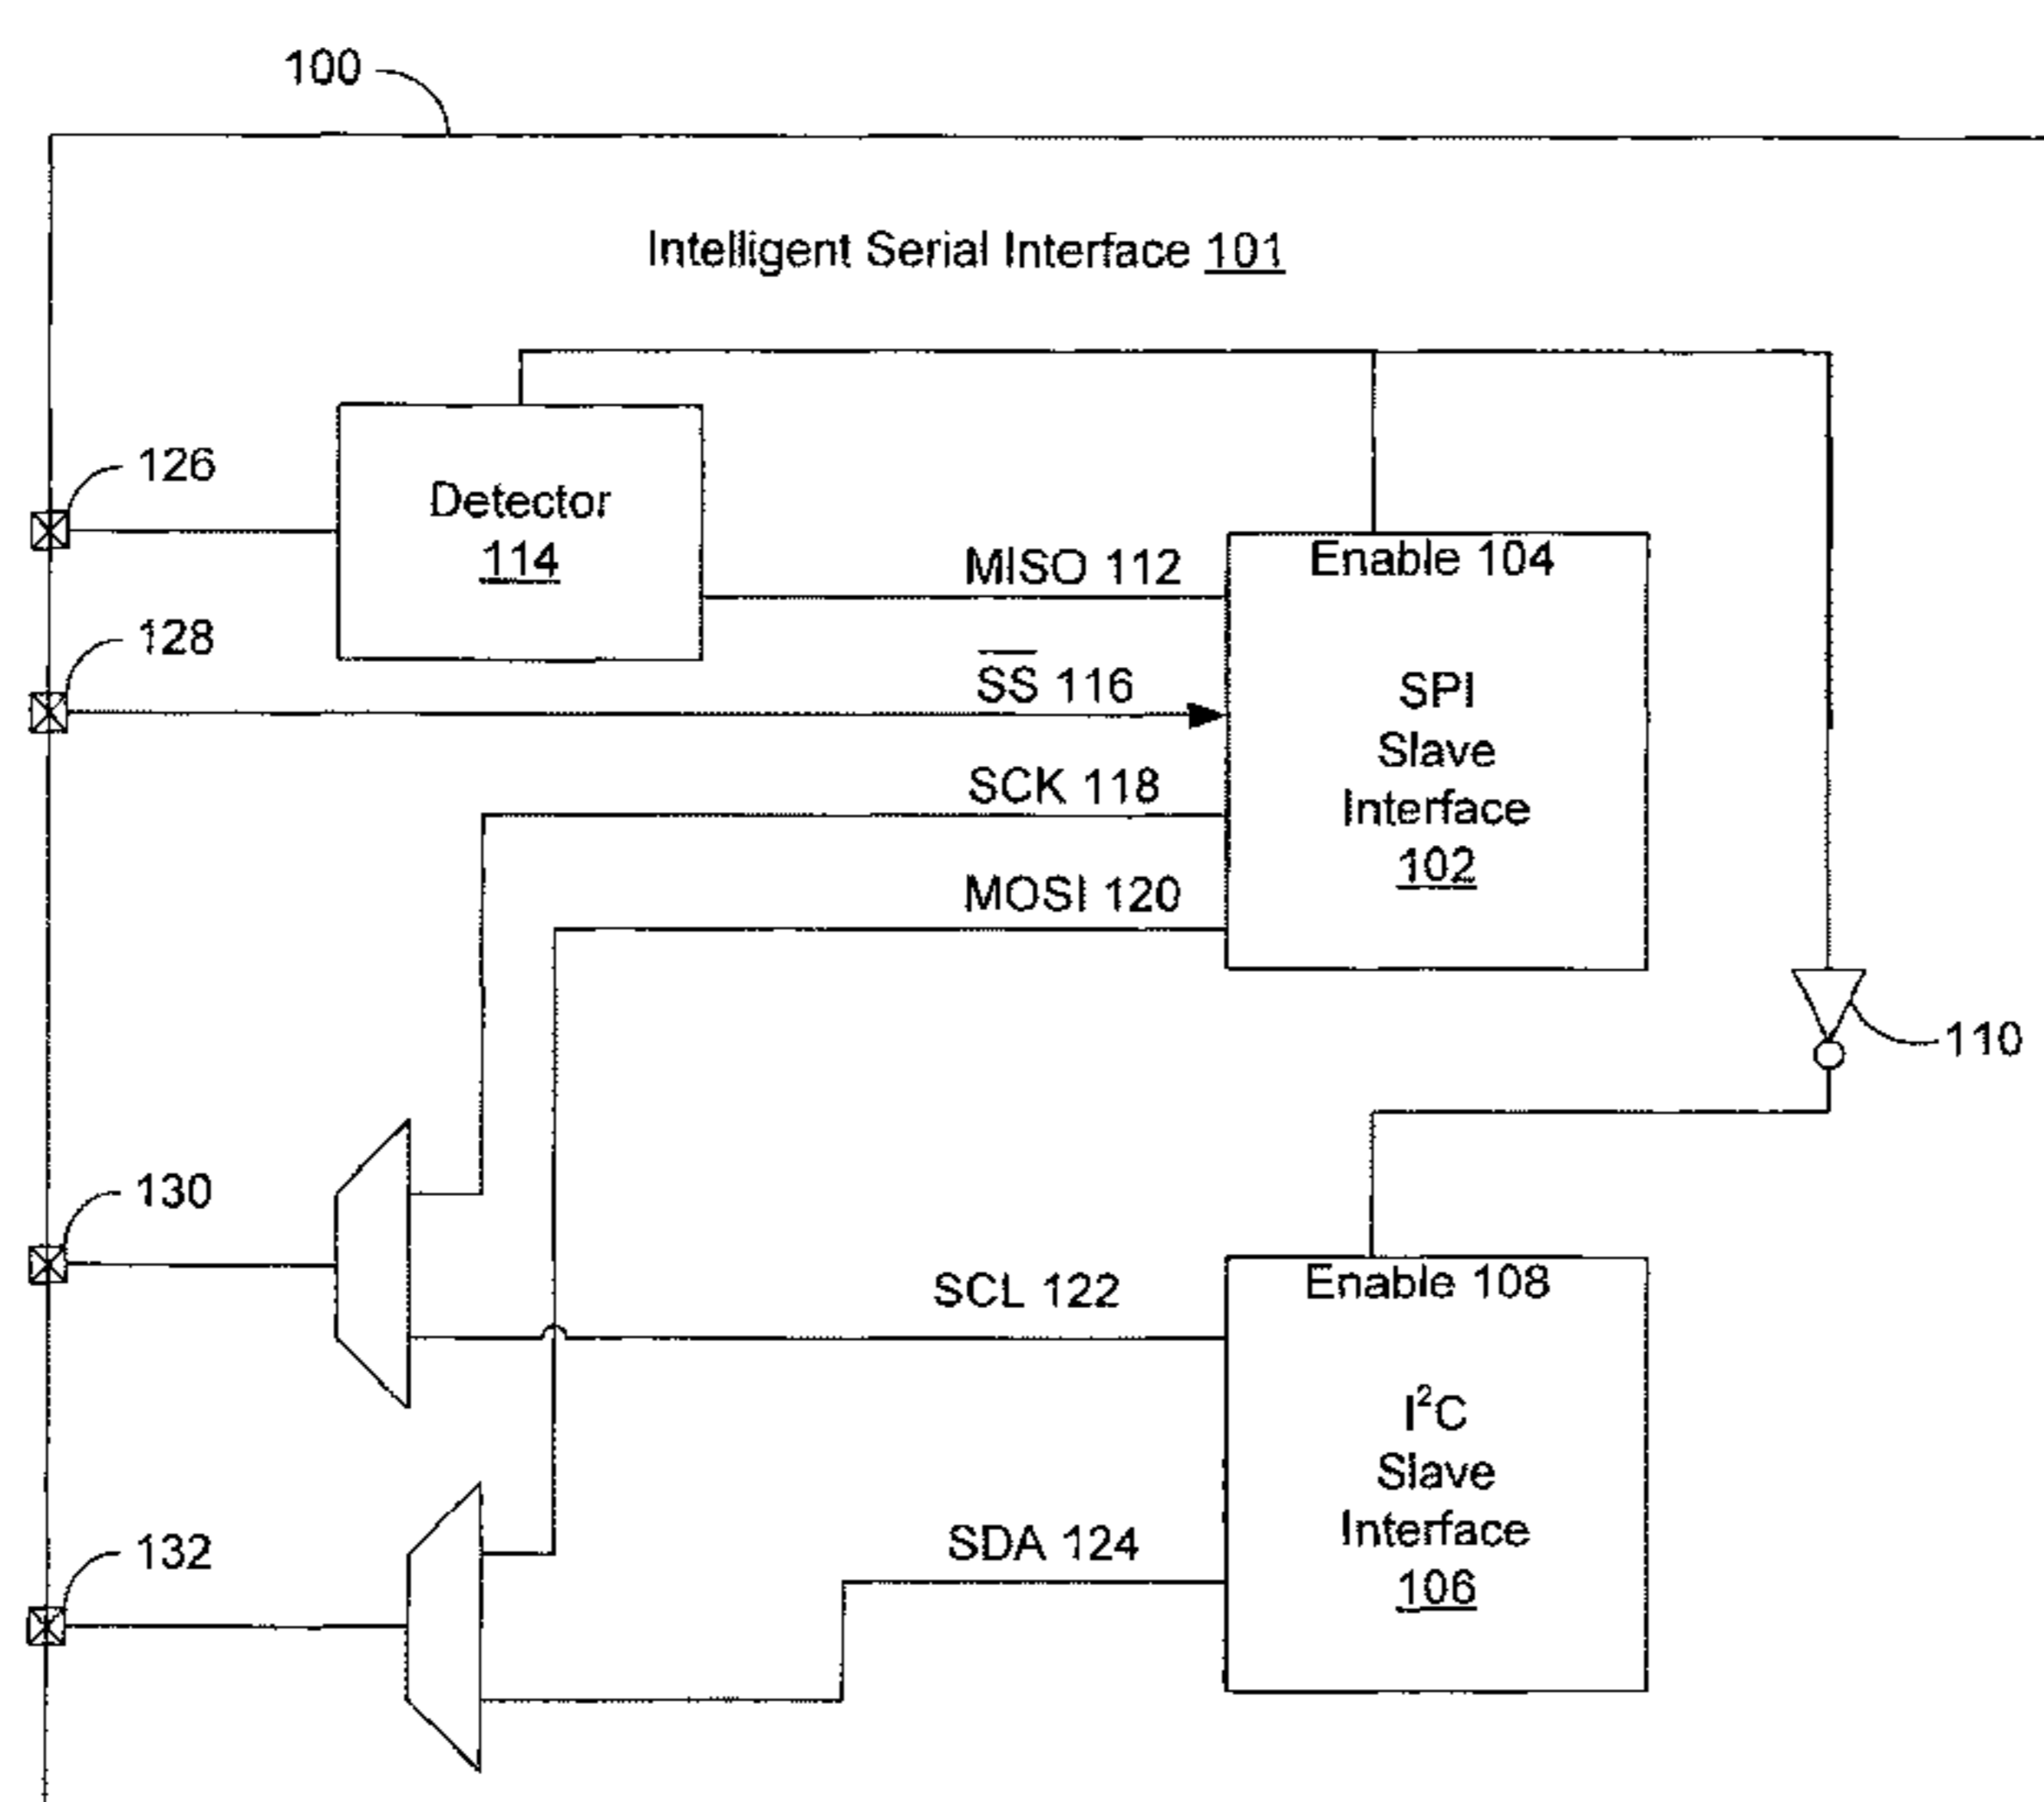 100
Intelligent Serial Interface 101
126
Detector
114
MISO 112
Enable 104
128
S̅S̅ 116
SPI
Slave
Interface
102
SCK 118
MOSI 120
110
130
SCL 122
Enable 108
I²C
Slave
Interface
106
132
SDA 124